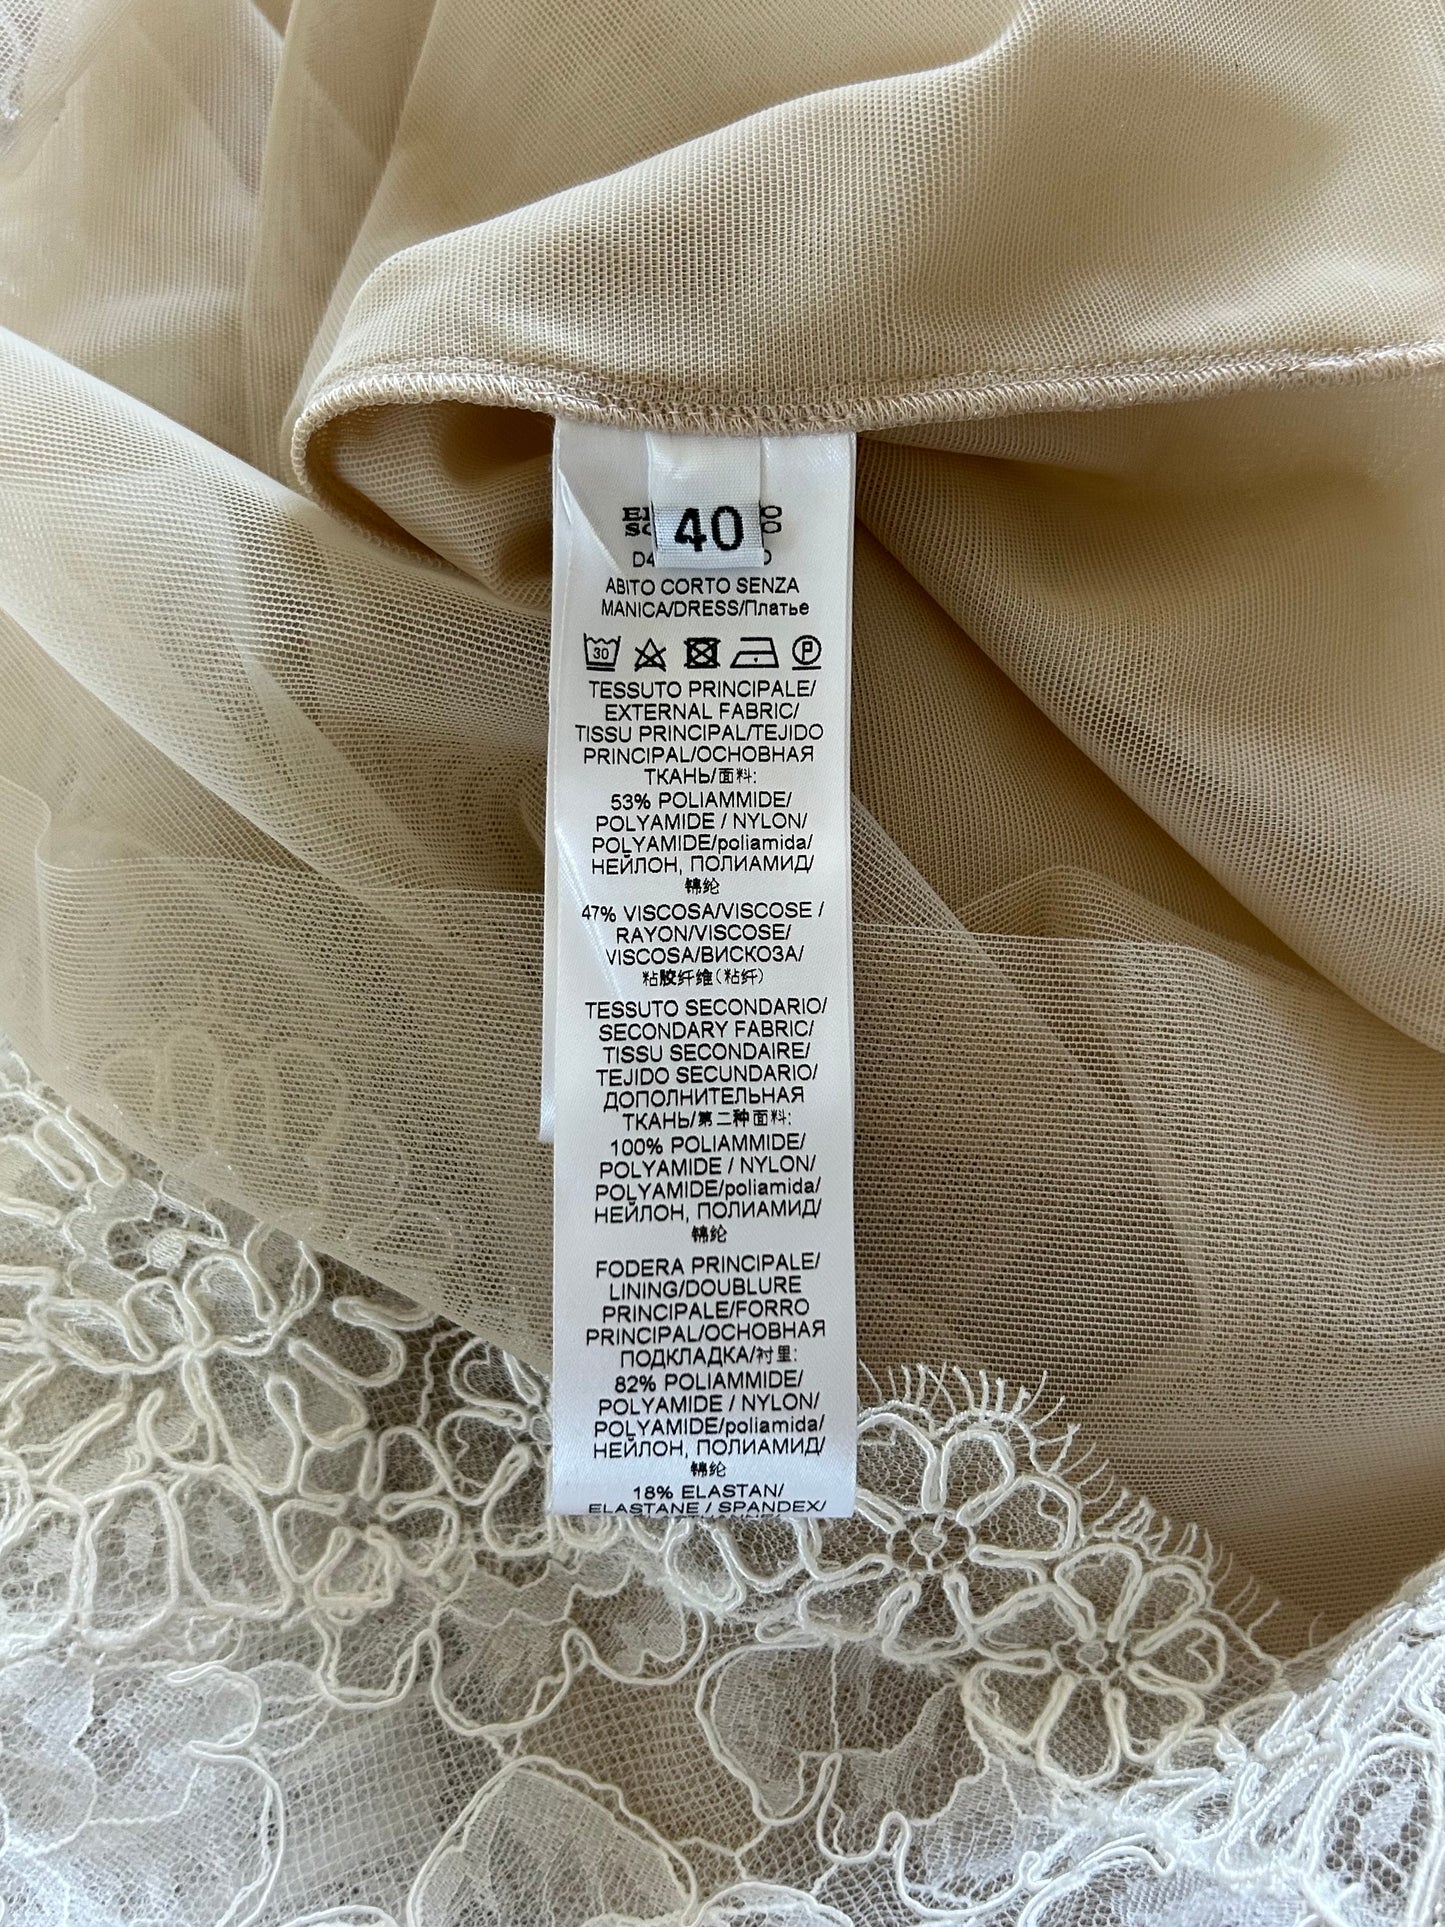 40
ABITO CORTO SENZA
MANICA/DRESS/Платье
30 P
TESSUTO PRINCIPALE/
EXTERNAL FABRIC/
TISSU PRINCIPAL/TEJIDO
PRINCIPAL/ОСНОВНАЯ
ТКАНЬ/面料:
53% POLIAMMIDE/
POLYAMIDE / NYLON/
POLYAMIDE/poliamida/
НЕЙЛОН, ПОЛИАМИД/
锦纶
47% VISCOSA/VISCOSE /
RAYON/VISCOSE/
VISCOSA/ВИСКОЗА/
粘胶纤维(粘纤)
TESSUTO SECONDARIO/
SECONDARY FABRIC/
TISSU SECONDAIRE/
TEJIDO SECUNDARIO/
ДОПОЛНИТЕЛЬНАЯ
ТКАНЬ/第二种面料:
100% POLIAMMIDE/
POLYAMIDE / NYLON/
POLYAMIDE/poliamida/
НЕЙЛОН, ПОЛИАМИД/
锦纶
FODERA PRINCIPALE/
LINING/DOUBLURE
PRINCIPALE/FORRO
PRINCIPAL/ОСНОВНАЯ
ПОДКЛАДКА/衬里:
82% POLIAMMIDE/
POLYAMIDE / NYLON/
POLYAMIDE/poliamida/
НЕЙЛОН, ПОЛИАМИД/
锦纶
18% ELASTAN/
ELASTANE / SPANDEX/